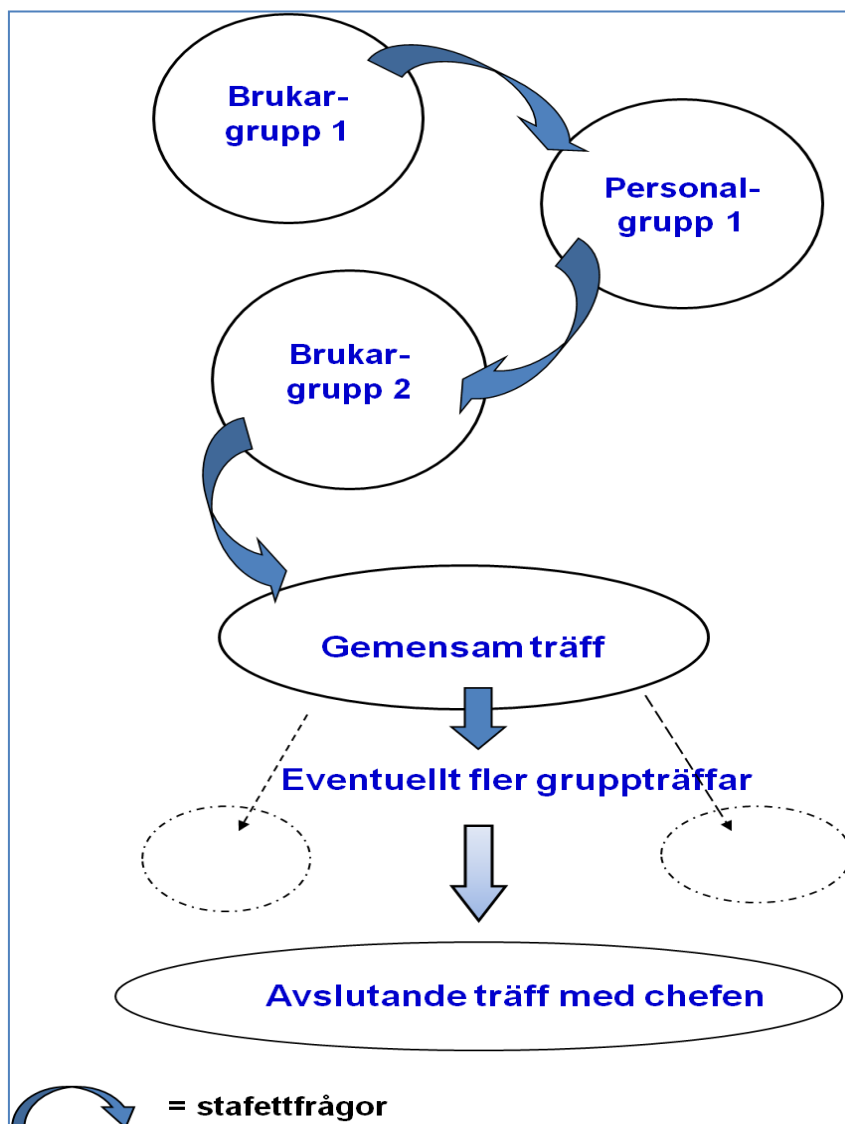 Brukar-
grupp 1
Personal-
grupp 1
Brukar-
grupp 2
Gemensam träff
Eventuellt fler gruppträffar
Avslutande träff med chefen
= stafettfrågor